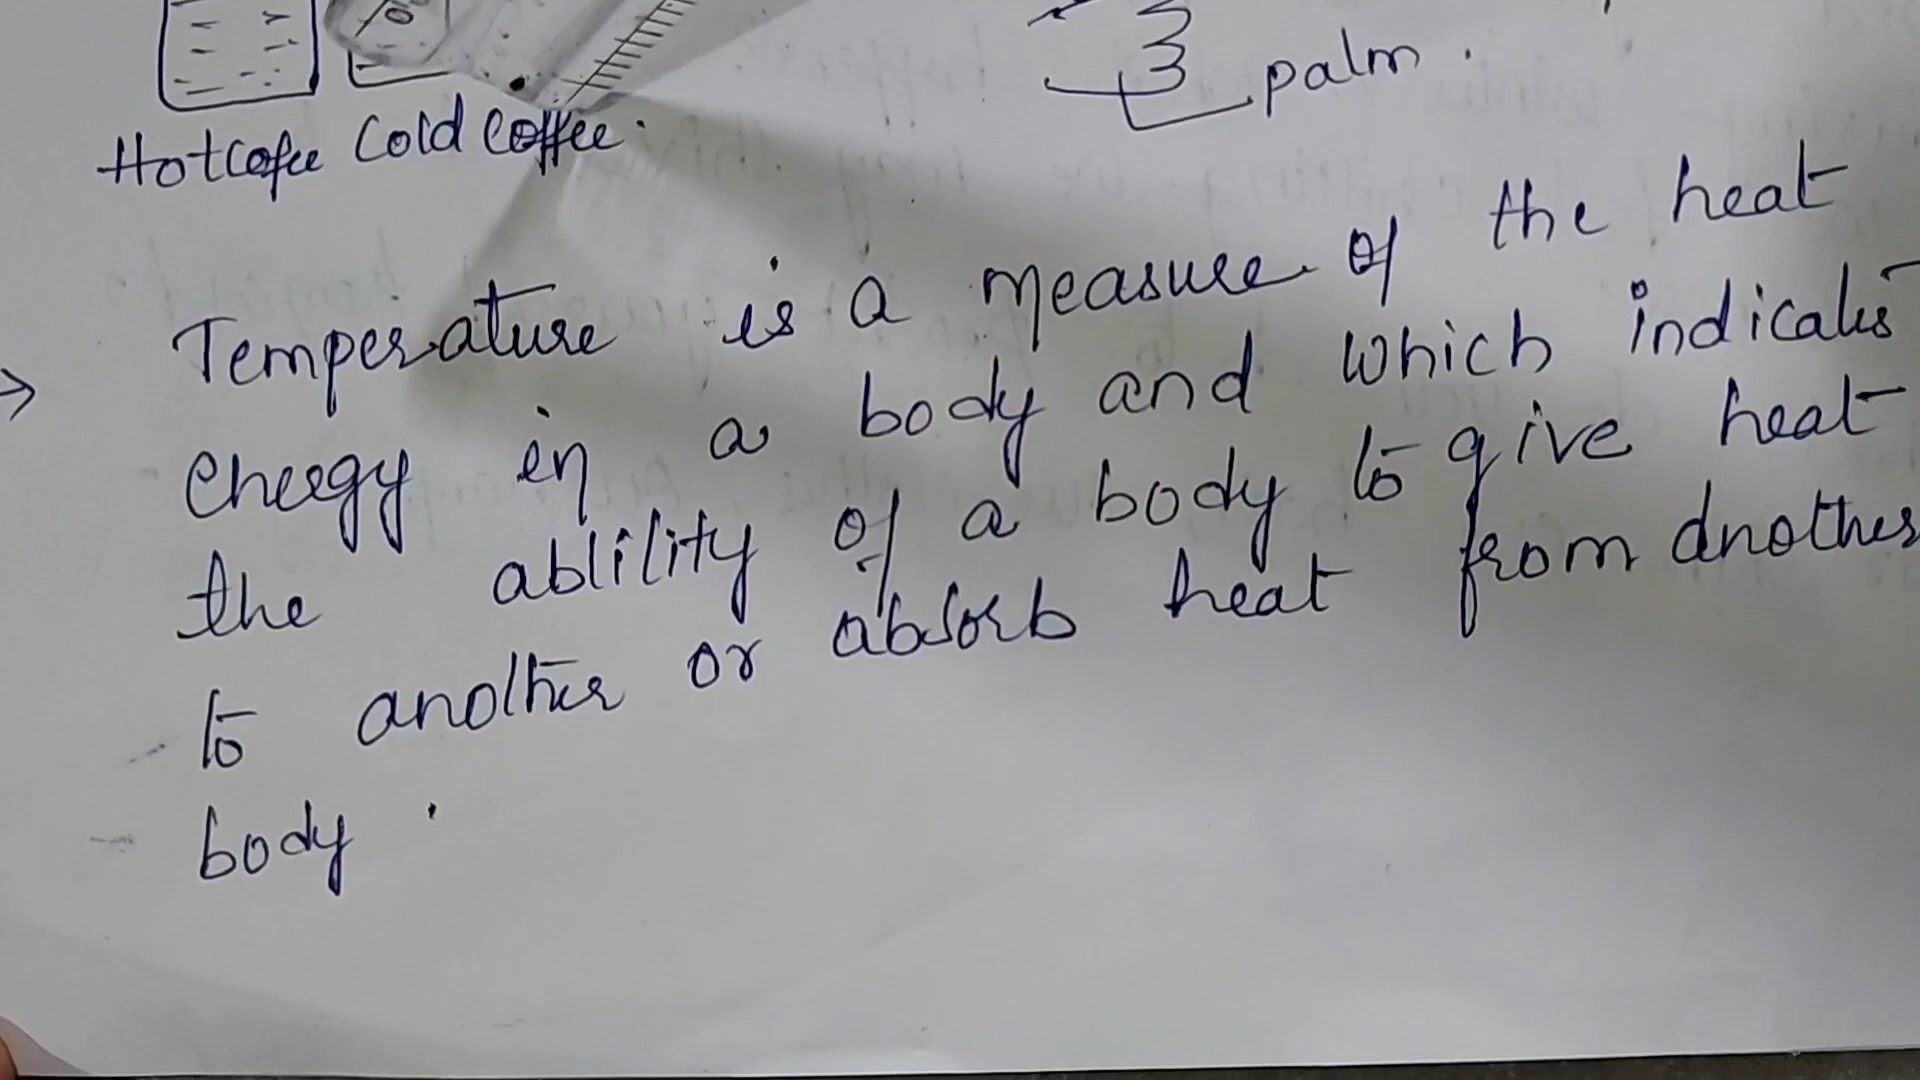 palm.
Hotcofee Cold Coffee.
Temperature is a measure of the heat
energy in a body and which indicates
the ablility of a body to give heat
to another or absorb heat from another
body.